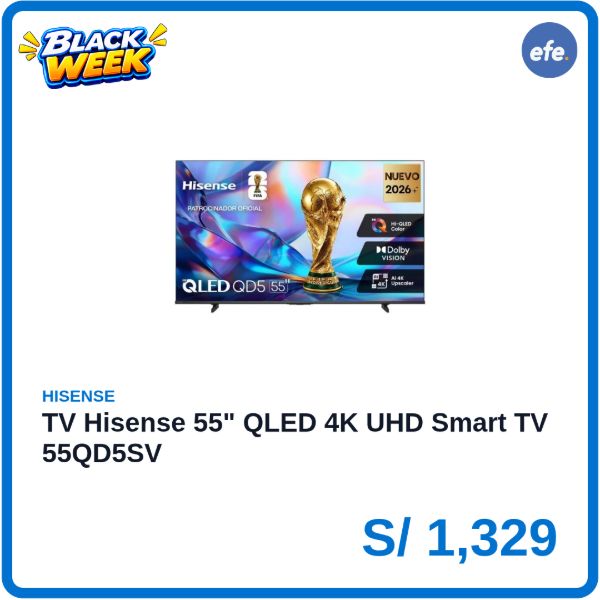 BLACK
WEEK
efe.
Hisense
PATROCINADOR OFICIAL
NUEVO
2026+
Hi-QLED
Color
Dolby
VISION
AI 4K
Upscaler
QLED QD5 55"
HISENSE
TV Hisense 55" QLED 4K UHD Smart TV
55QD5SV
S/ 1,329